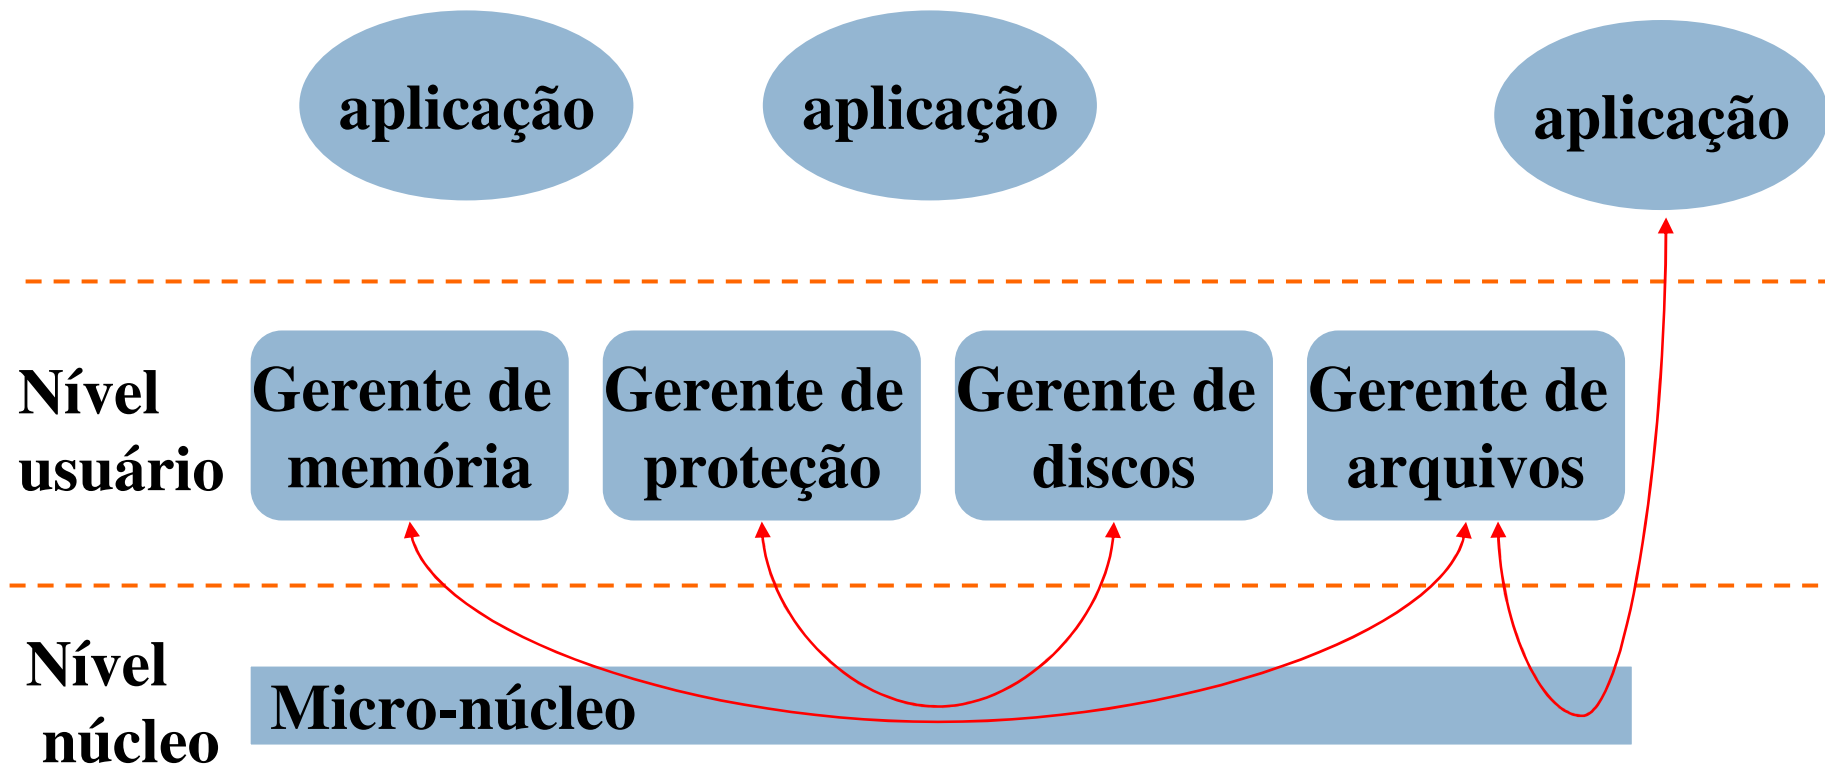 aplicação
aplicação
aplicação
Nível
usuário
Gerente de
memória
Gerente de
proteção
Gerente de
discos
Gerente de
arquivos
Nível
núcleo
Micro-núcleo